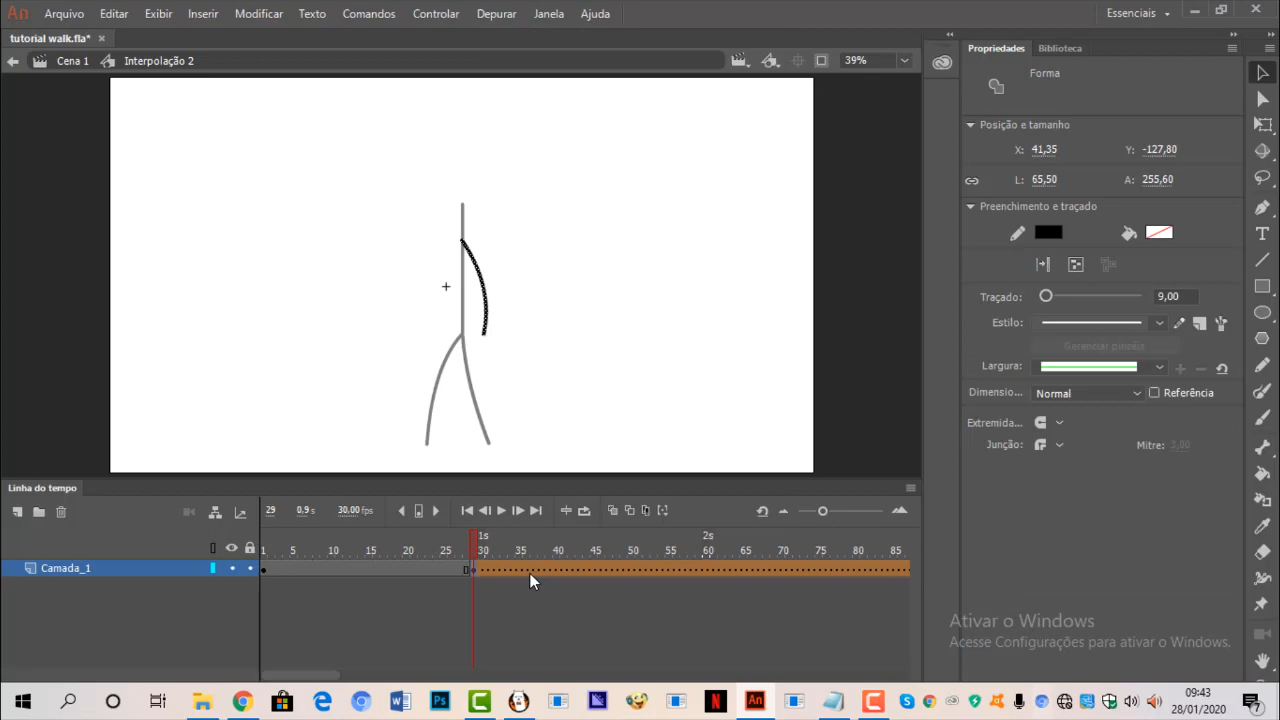 An Arquivo Editar Exibir Inserir Modificar Texto Comandos Controlar Depurar Janela Ajuda Essenciais
tutorial walk.fla* ×
Cena 1 Interpolação 2 39%
Propriedades Biblioteca
Forma
Posição e tamanho
X: 41,35 Y: -127,80
L: 65,50 A: 255,60
Preenchimento e traçado
Traçado: 9,00
Estilo:
Gerenciar pincéis
Largura:
Dimensio... Normal Referência
Extremida...
Junção: Mitre: 3,00
Linha do tempo
29 0.9 s 30.00 fps
1s 2s
1 5 10 15 20 25 30 35 40 45 50 55 60 65 70 75 80 85
Camada_1
Ativar o Windows
Acesse Configurações para ativar o Windows.
Ps N An
09:43
28/01/2020
7